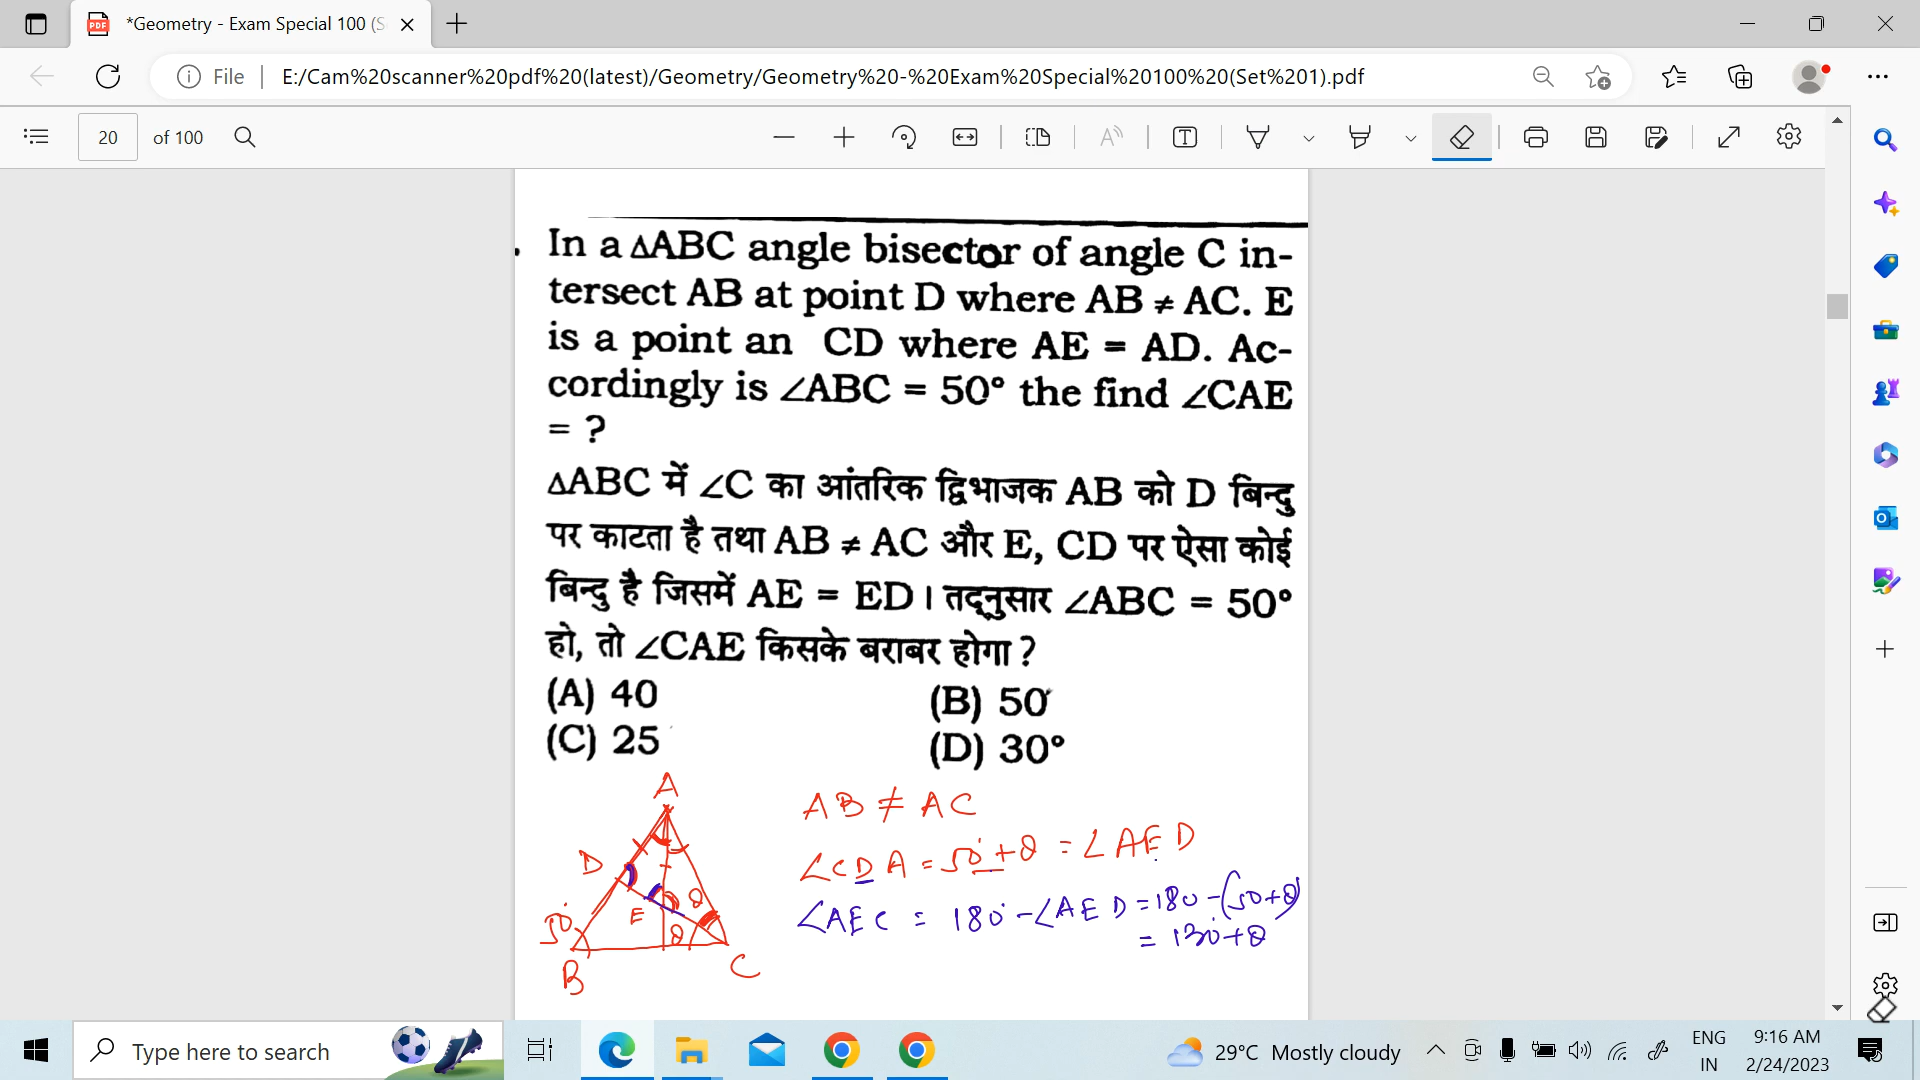 *Geometry - Exam Special 100 (S
File
E:/Cam%20scanner%20pdf%20(latest)/Geometry/Geometry%20-%20Exam%20Special%20100%20(Set%201).pdf
20 of 100
In a ΔABC angle bisector of angle C in-
tersect AB at point D where AB ≠ AC. E
is a point an CD where AE = AD. Ac-
cordingly is ∠ABC = 50° the find ∠CAE
= ?
ΔABC में ∠C का आंतरिक द्विभाजक AB को D बिन्दु
पर काटता है तथा AB ≠ AC और E, CD पर ऐसा कोई
बिन्दु है जिसमें AE = ED। तद्नुसार ∠ABC = 50°
हो, तो ∠CAE किसके बराबर होगा ?
(A) 40 (B) 50
(C) 25 (D) 30°
A
D
E
θ
θ
50°
B
C
AB ≠ AC
∠CDA = 50°+θ = ∠AED
∠AEC = 180° - ∠AED = 180 - (50+θ)
= 130°+θ
Type here to search
29°C Mostly cloudy
ENG
IN
9:16 AM
2/24/2023